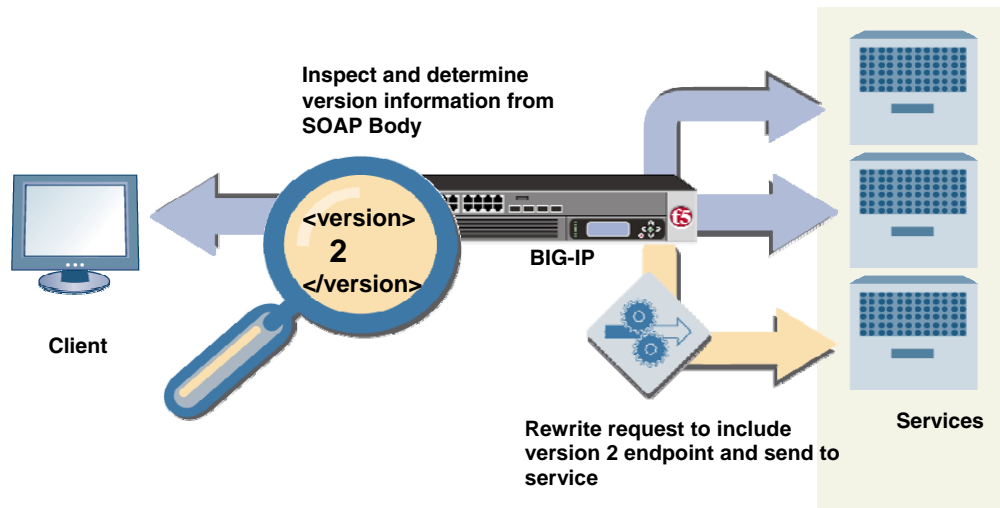 Inspect and determine
version information from
SOAP Body
<version>
2
</version>
f5
BIG-IP
Client
Services
Rewrite request to include
version 2 endpoint and send to
service